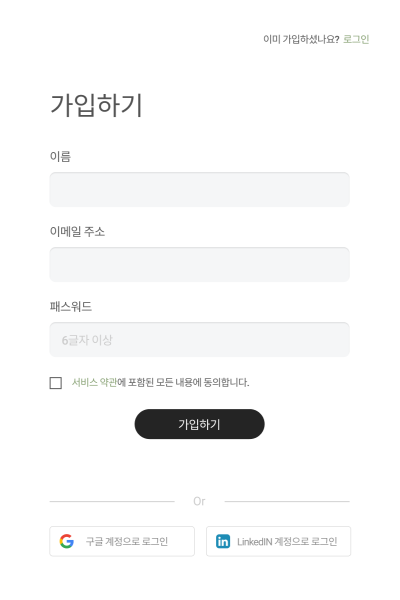 이미 가입하셨나요? 로그인
가입하기
이름
이메일 주소
패스워드
6글자 이상
서비스 약관에 포함된 모든 내용에 동의합니다.
가입하기
Or
구글 계정으로 로그인
LinkedIN 계정으로 로그인